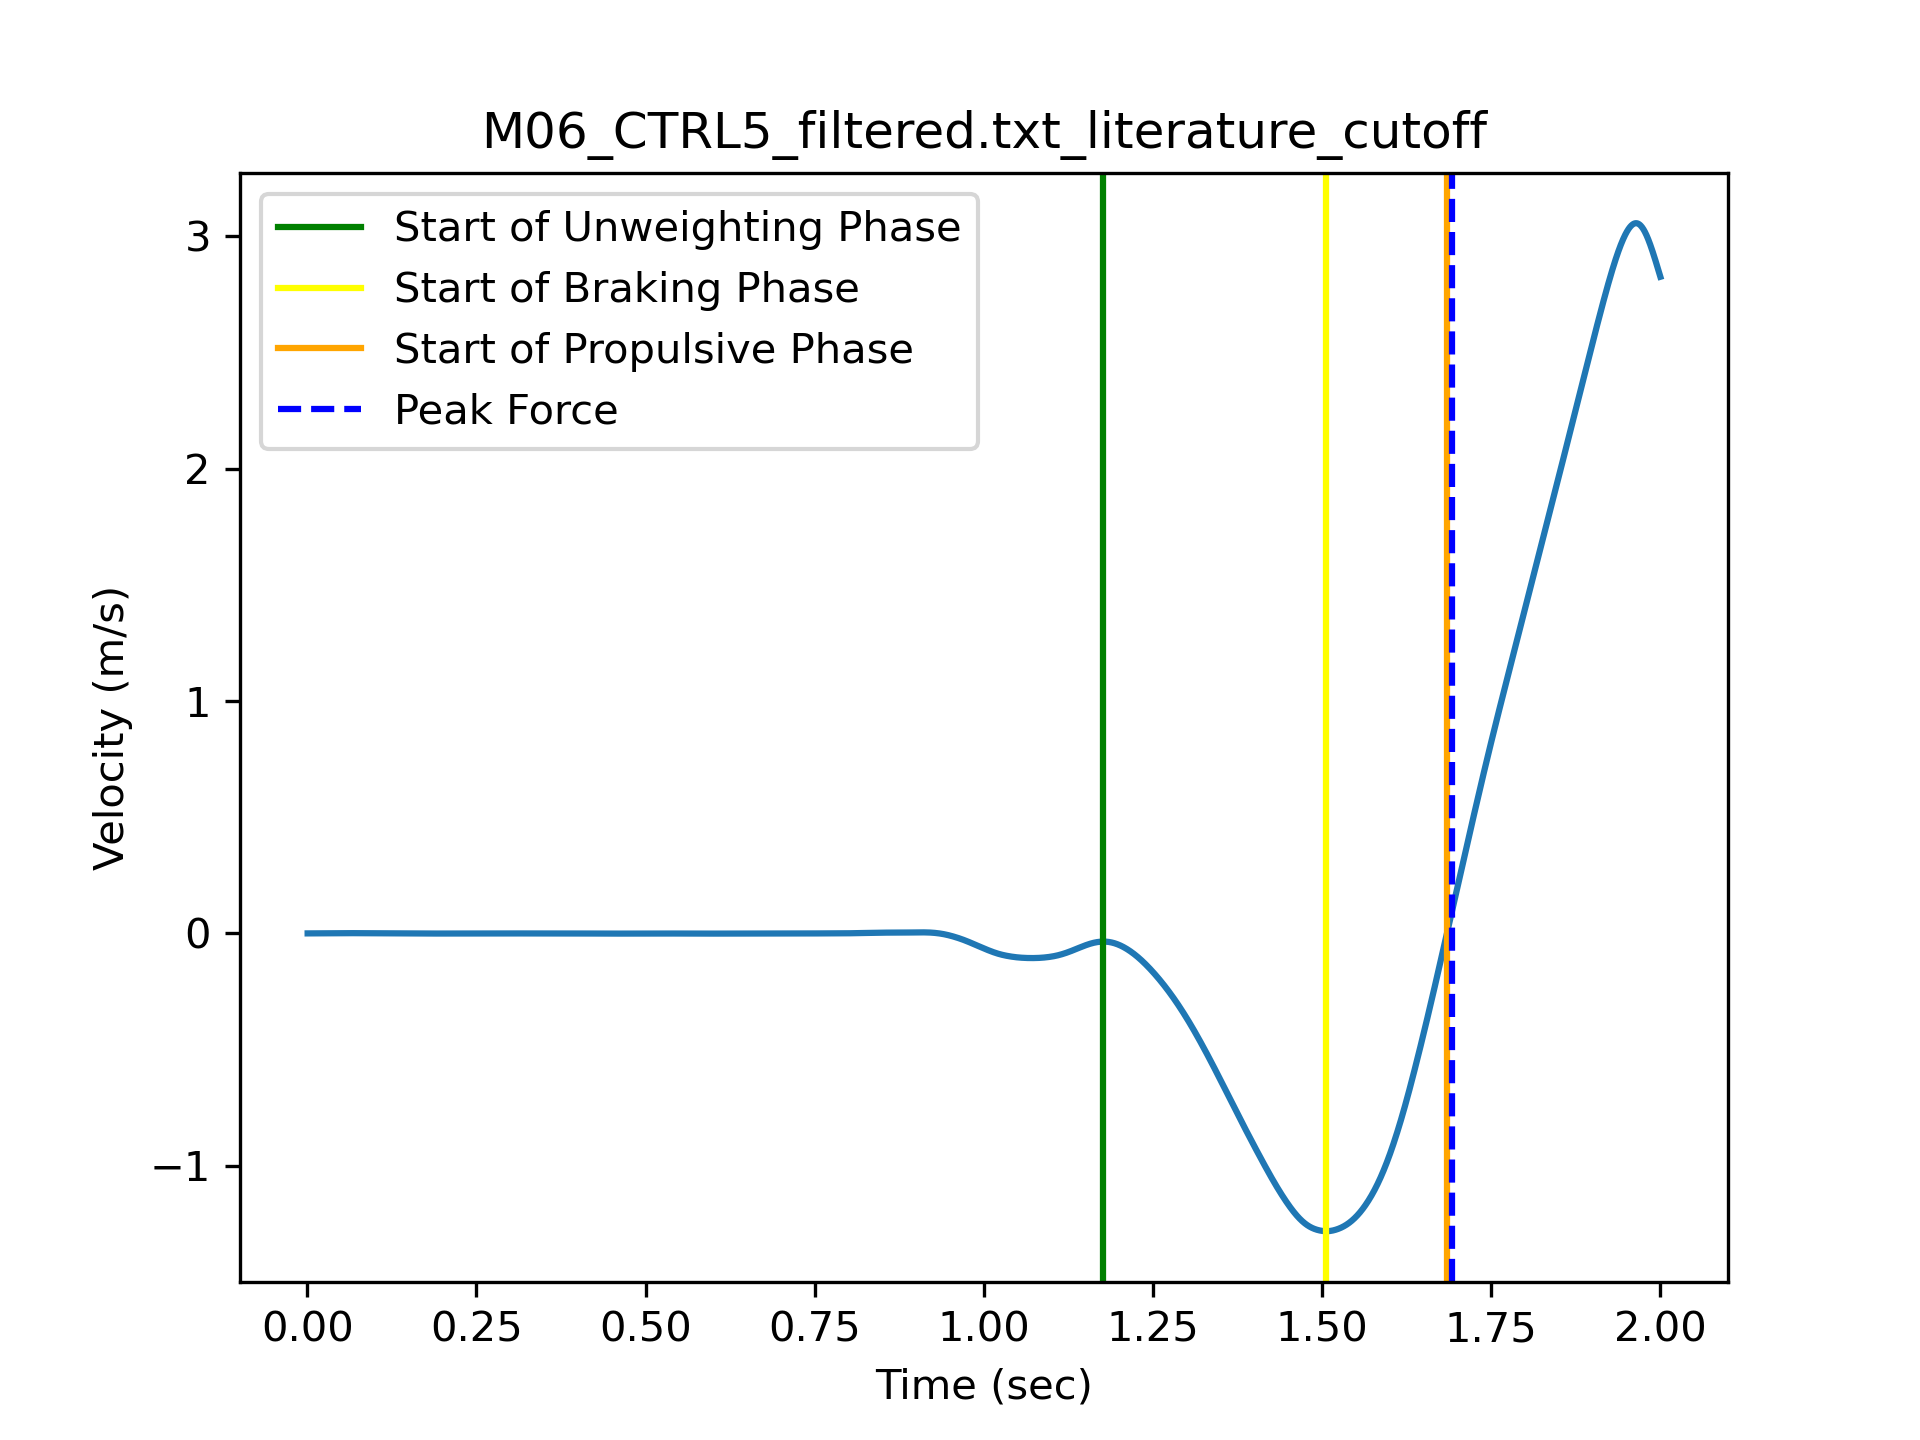 M06_CTRL5_filtered.txt_literature_cutoff
Start of Unweighting Phase
Start of Braking Phase
Start of Propulsive Phase
Peak Force
3
2
1
0
−1
Velocity (m/s)
0.00 0.25 0.50 0.75 1.00 1.25 1.50 1.75 2.00
Time (sec)